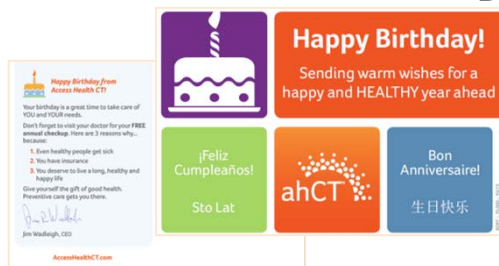 Happy Birthday from
Access Health CT!
Your birthday is a great time to take care of
YOU and YOUR needs.
Don't forget to visit your doctor for your FREE
annual checkup. Here are 3 reasons why...
because:
1. Even healthy people get sick
2. You have insurance
3. You deserve to live a long, healthy and
happy life
Give yourself the gift of good health.
Preventive care gets you there.
Jim Wadleigh, CEO
AccessHealthCT.com
Happy Birthday!
Sending warm wishes for a
happy and HEALTHY year ahead
¡Feliz
Cumpleaños!
Sto Lat
ahCT
Bon
Anniversaire!
生日快乐